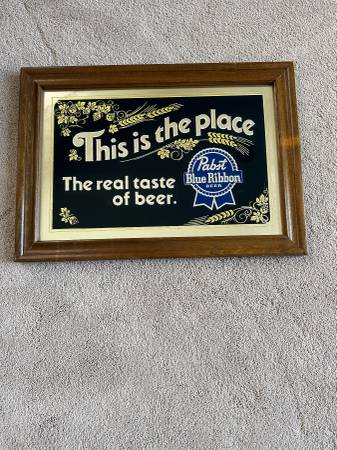 This is the place
The real taste
of beer.
Pabst
Blue Ribbon
BEER